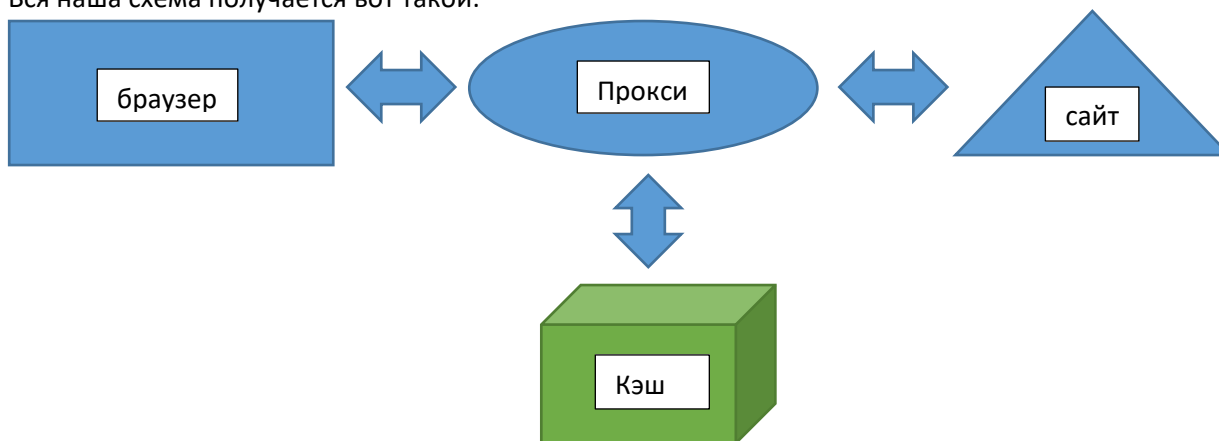 Вся наша схема получается вот такой:
браузер
Прокси
сайт
Кэш